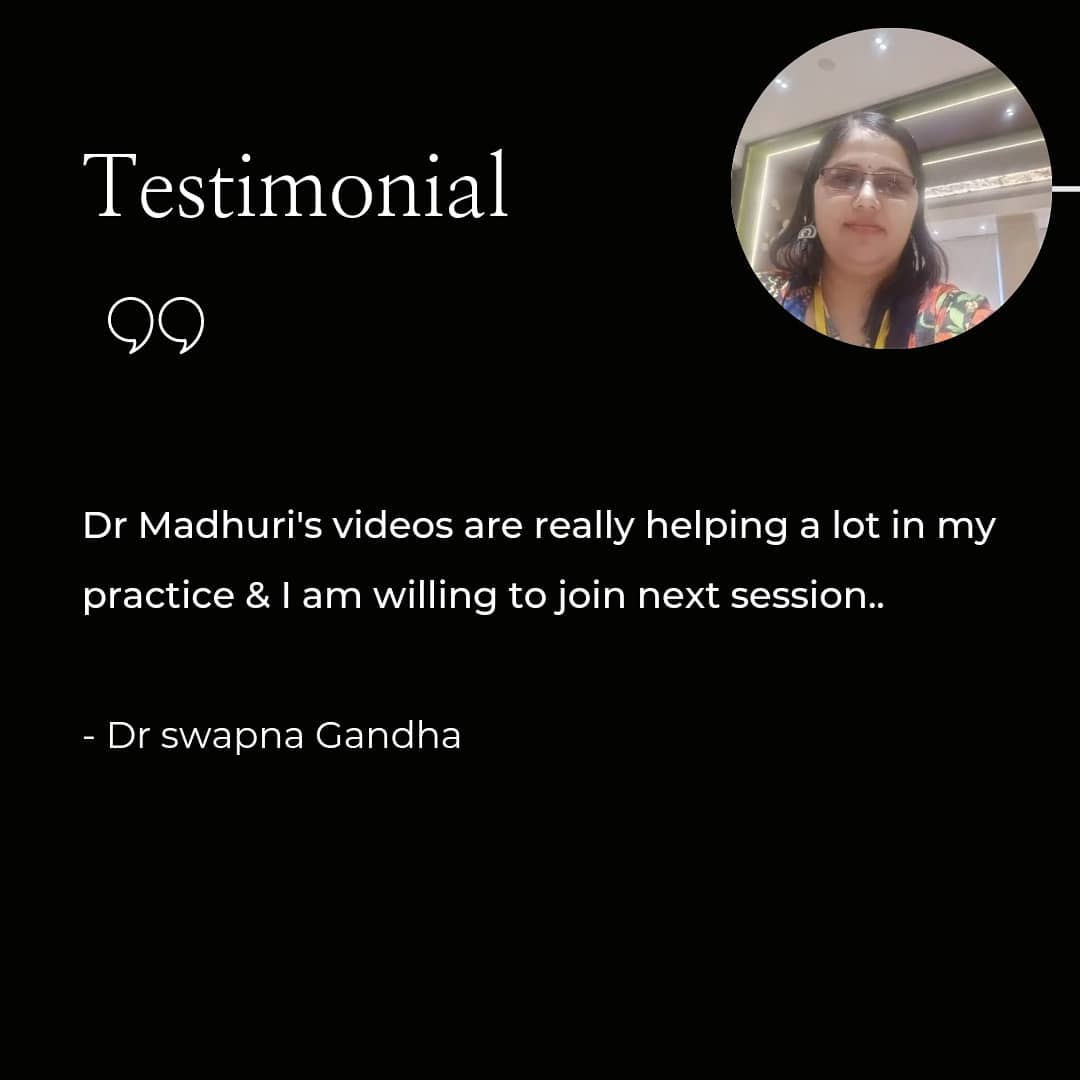 Testimonial
Dr Madhuri's videos are really helping a lot in my
practice & I am willing to join next session..
- Dr swapna Gandha